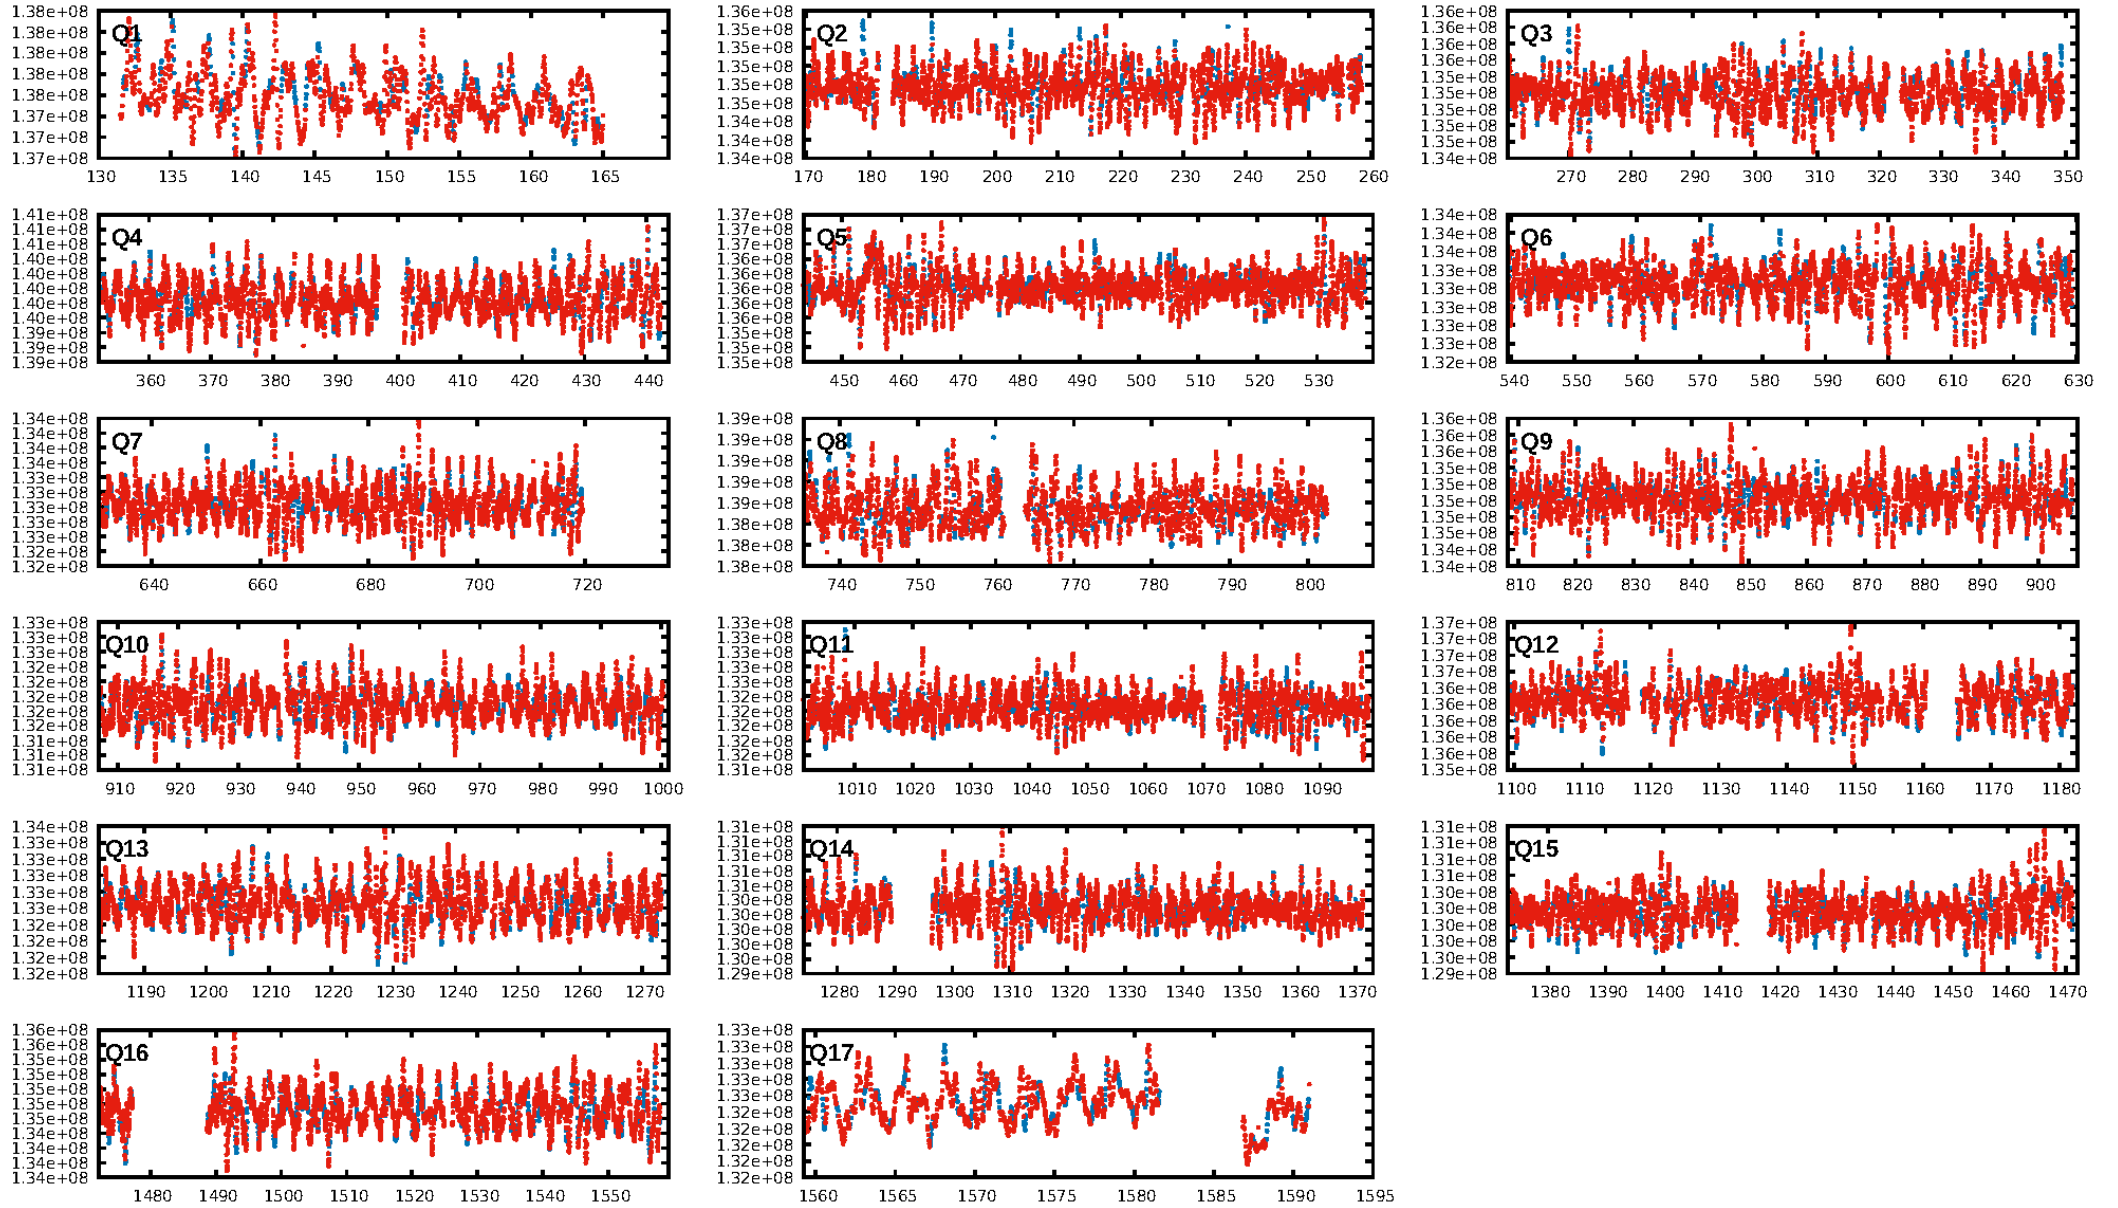 1.38e+08 1.38e+08 1.38e+08 1.38e+08 1.38e+08 1.37e+08 1.37e+08 1.37e+08
Q1
130 135 140 145 150 155 160 165
1.36e+08 1.35e+08 1.35e+08 1.35e+08 1.35e+08 1.34e+08 1.34e+08 1.34e+08
Q2
170 180 190 200 210 220 230 240 250 260
1.36e+08 1.36e+08 1.36e+08 1.36e+08 1.35e+08 1.35e+08 1.35e+08 1.35e+08 1.35e+08 1.34e+08
Q3
270 280 290 300 310 320 330 340 350
1.41e+08 1.41e+08 1.41e+08 1.40e+08 1.40e+08 1.40e+08 1.40e+08 1.40e+08 1.39e+08 1.39e+08 1.39e+08
Q4
360 370 380 390 400 410 420 430 440
1.37e+08 1.37e+08 1.37e+08 1.36e+08 1.36e+08 1.36e+08 1.36e+08 1.36e+08 1.36e+08 1.35e+08 1.35e+08
Q5
450 460 470 480 490 500 510 520 530
1.34e+08 1.34e+08 1.34e+08 1.33e+08 1.33e+08 1.33e+08 1.33e+08 1.33e+08 1.32e+08
Q6
540 550 560 570 580 590 600 610 620 630
1.34e+08 1.34e+08 1.34e+08 1.34e+08 1.33e+08 1.33e+08 1.33e+08 1.33e+08 1.33e+08 1.32e+08 1.32e+08
Q7
640 660 680 700 720
1.39e+08 1.39e+08 1.39e+08 1.39e+08 1.39e+08 1.38e+08 1.38e+08 1.38e+08
Q8
740 750 760 770 780 790 800
1.36e+08 1.36e+08 1.36e+08 1.35e+08 1.35e+08 1.35e+08 1.35e+08 1.35e+08 1.34e+08 1.34e+08
Q9
810 820 830 840 850 860 870 880 890 900
1.33e+08 1.33e+08 1.33e+08 1.32e+08 1.32e+08 1.32e+08 1.32e+08 1.32e+08 1.31e+08 1.31e+08 1.31e+08
Q10
910 920 930 940 950 960 970 980 990 1000
1.33e+08 1.33e+08 1.33e+08 1.33e+08 1.32e+08 1.32e+08 1.32e+08 1.32e+08 1.32e+08 1.31e+08
Q11
1010 1020 1030 1040 1050 1060 1070 1080 1090
1.37e+08 1.37e+08 1.37e+08 1.37e+08 1.36e+08 1.36e+08 1.36e+08 1.36e+08 1.36e+08 1.35e+08
Q12
1100 1110 1120 1130 1140 1150 1160 1170 1180
1.34e+08 1.33e+08 1.33e+08 1.33e+08 1.33e+08 1.33e+08 1.32e+08 1.32e+08 1.32e+08 1.32e+08
Q13
1190 1200 1210 1220 1230 1240 1250 1260 1270
1.31e+08 1.31e+08 1.31e+08 1.31e+08 1.31e+08 1.30e+08 1.30e+08 1.30e+08 1.30e+08 1.30e+08 1.29e+08
Q14
1280 1290 1300 1310 1320 1330 1340 1350 1360 1370
1.31e+08 1.31e+08 1.31e+08 1.31e+08 1.30e+08 1.30e+08 1.30e+08 1.30e+08 1.30e+08 1.29e+08
Q15
1380 1390 1400 1410 1420 1430 1440 1450 1460 1470
1.36e+08 1.36e+08 1.35e+08 1.35e+08 1.35e+08 1.35e+08 1.35e+08 1.34e+08 1.34e+08 1.34e+08 1.34e+08
Q16
1480 1490 1500 1510 1520 1530 1540 1550
1.33e+08 1.33e+08 1.33e+08 1.33e+08 1.33e+08 1.32e+08 1.32e+08 1.32e+08 1.32e+08 1.32e+08
Q17
1560 1565 1570 1575 1580 1585 1590 1595